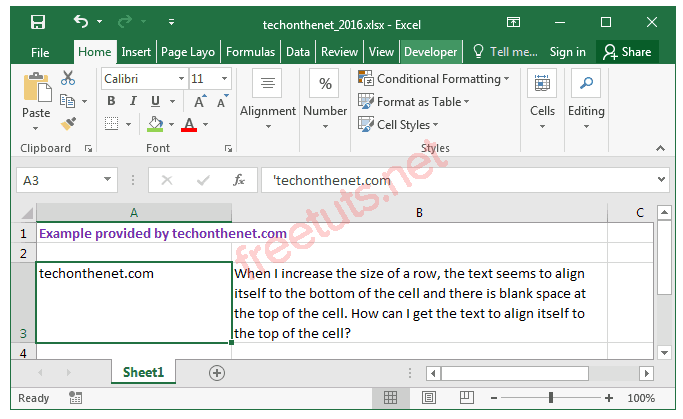 techonthenet_2016.xlsx - Excel
File Home Insert Page Layo Formulas Data Review View Developer Tell me... Sign in Share
Calibri 11
Conditional Formatting
Format as Table
Cell Styles
Paste
B I U A A
A
Alignment
%
Number
Cells
Editing
Clipboard Font Styles
A3 fx 'techonthenet.com
A B C
1 Example provided by techonthenet.com
2
techonthenet.com When I increase the size of a row, the text seems to align
itself to the bottom of the cell and there is blank space at
the top of the cell. How can I get the text to align itself to
3 the top of the cell?
4
Sheet1
Ready 100%
freetuts.net